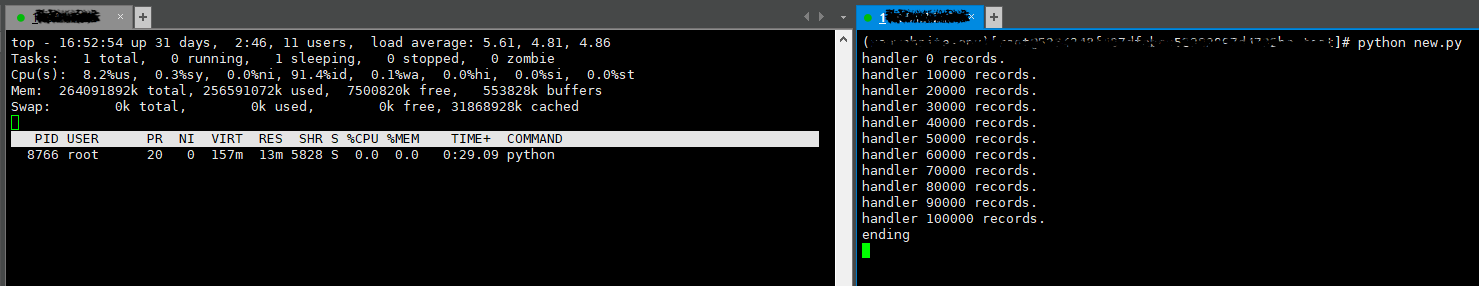 top - 16:52:54 up 31 days,  2:46, 11 users,  load average: 5.61, 4.81, 4.86
Tasks:   1 total,   0 running,   1 sleeping,   0 stopped,   0 zombie
Cpu(s):  8.2%us,  0.3%sy,  0.0%ni, 91.4%id,  0.1%wa,  0.0%hi,  0.0%si,  0.0%st
Mem:  264091892k total, 256591072k used,  7500820k free,   553828k buffers
Swap:        0k total,        0k used,        0k free, 31868928k cached
PID USER      PR  NI  VIRT  RES  SHR S %CPU %MEM    TIME+  COMMAND
8766 root      20   0  157m  13m 5828 S  0.0  0.0   0:29.09 python
]# python new.py
handler 0 records.
handler 10000 records.
handler 20000 records.
handler 30000 records.
handler 40000 records.
handler 50000 records.
handler 60000 records.
handler 70000 records.
handler 80000 records.
handler 90000 records.
handler 100000 records.
ending